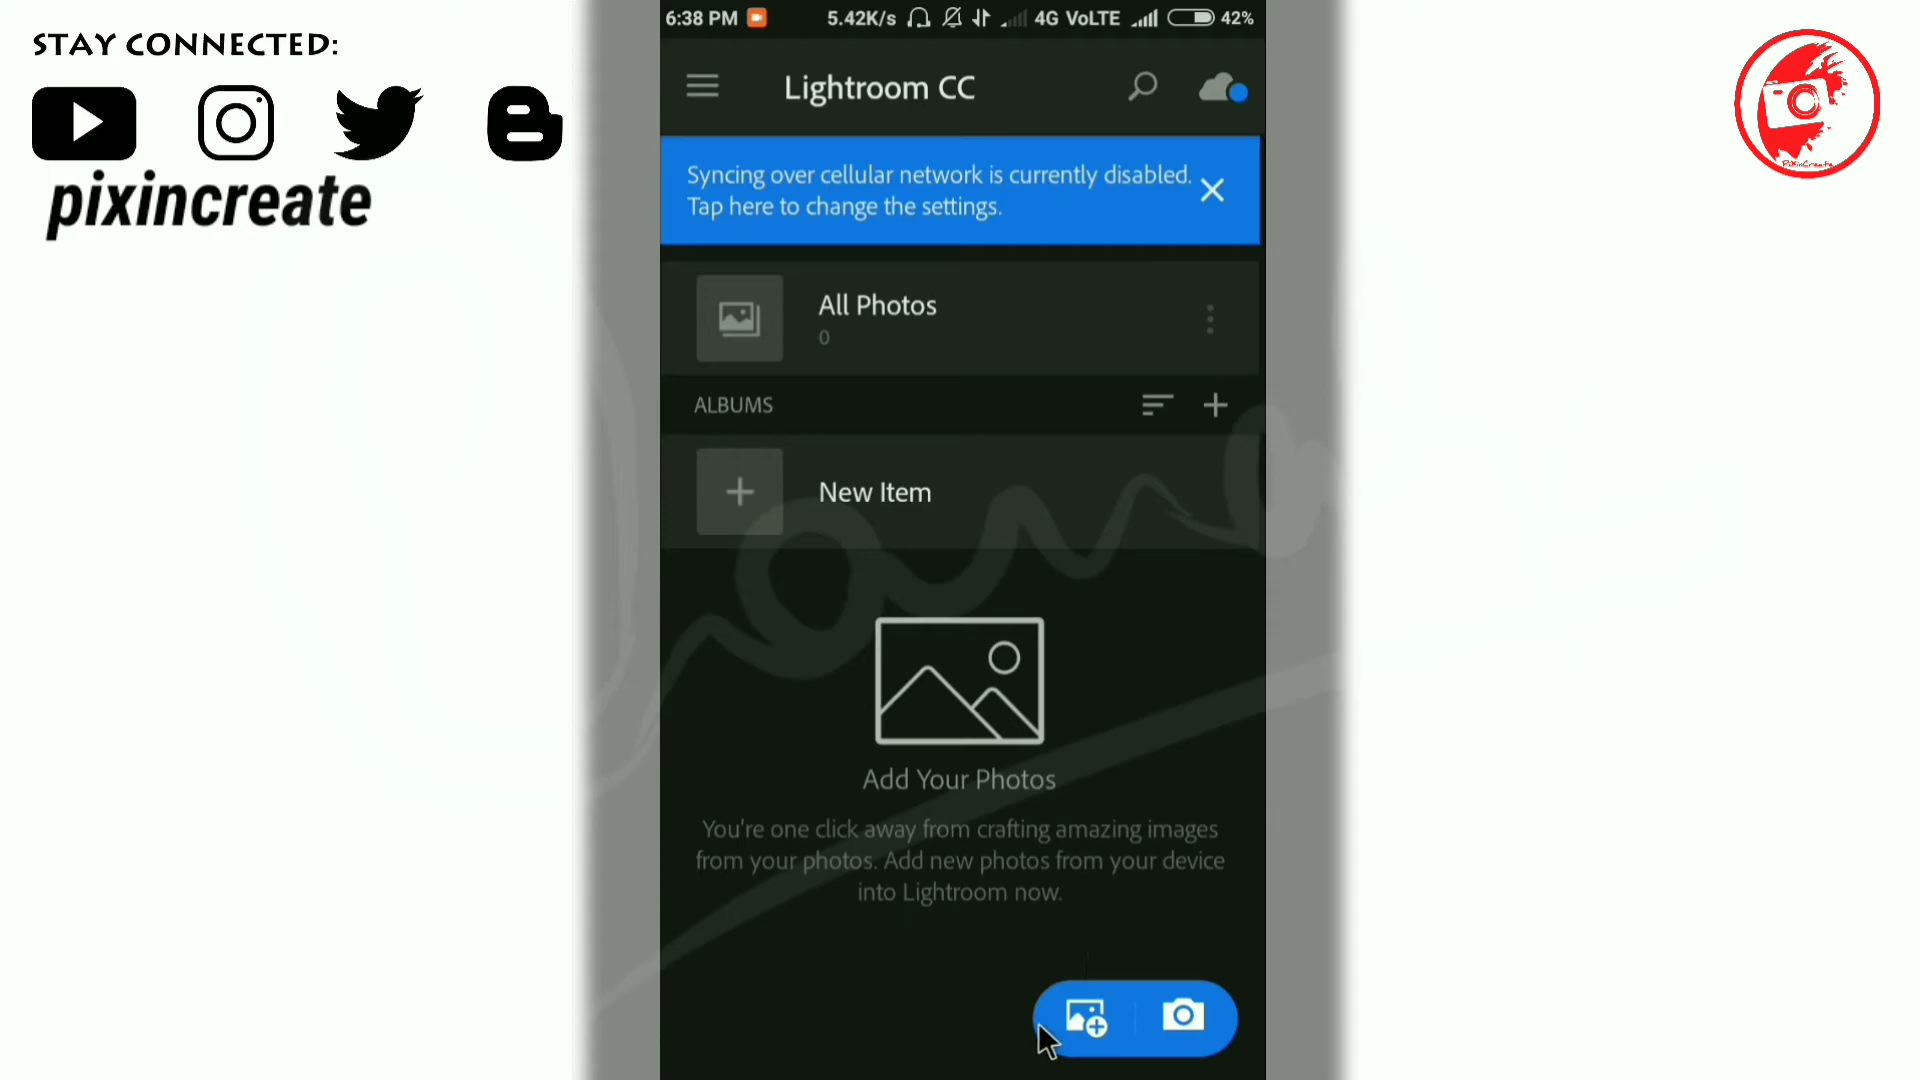 STAY CONNECTED:
pixincreate
6:38 PM 5.42K/s 4G VoLTE 42%
Lightroom CC
Syncing over cellular network is currently disabled.
Tap here to change the settings.
All Photos
0
ALBUMS
New Item
Add Your Photos
You're one click away from crafting amazing images
from your photos. Add new photos from your device
into Lightroom now.
PiXinCreate